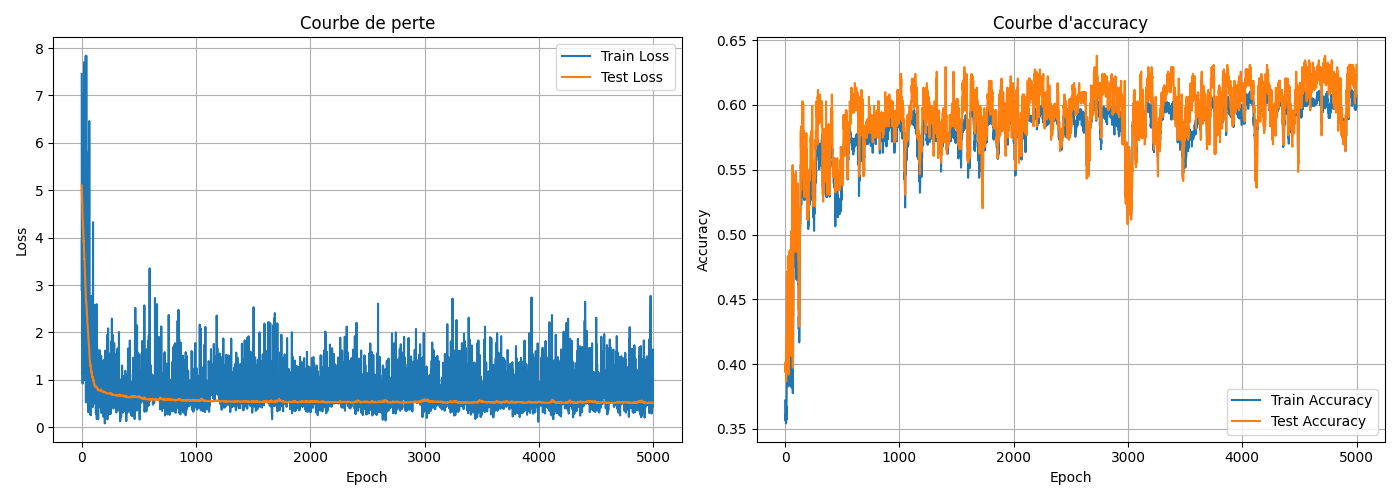 Courbe de perte
8
7
6
5
4
3
2
1
0
Loss
0 1000 2000 3000 4000 5000
Epoch
Train Loss
Test Loss
Courbe d'accuracy
0.65
0.60
0.55
0.50
0.45
0.40
0.35
Accuracy
0 1000 2000 3000 4000 5000
Epoch
Train Accuracy
Test Accuracy